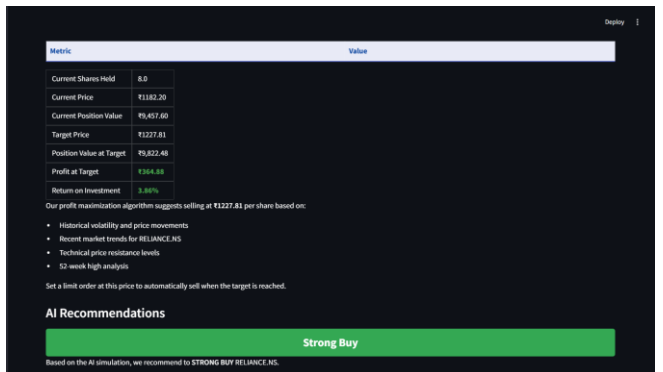 Deploy
Metric Value
Current Shares Held 8.0
Current Price ₹1182.20
Current Position Value ₹9,457.60
Target Price ₹1227.81
Position Value at Target ₹9,822.48
Profit at Target ₹364.88
Return on Investment 3.86%
Our profit maximization algorithm suggests selling at ₹1227.81 per share based on:
• Historical volatility and price movements
• Recent market trends for RELIANCE.NS
• Technical price resistance levels
• 52-week high analysis
Set a limit order at this price to automatically sell when the target is reached.
AI Recommendations
Strong Buy
Based on the AI simulation, we recommend to STRONG BUY RELIANCE.NS.